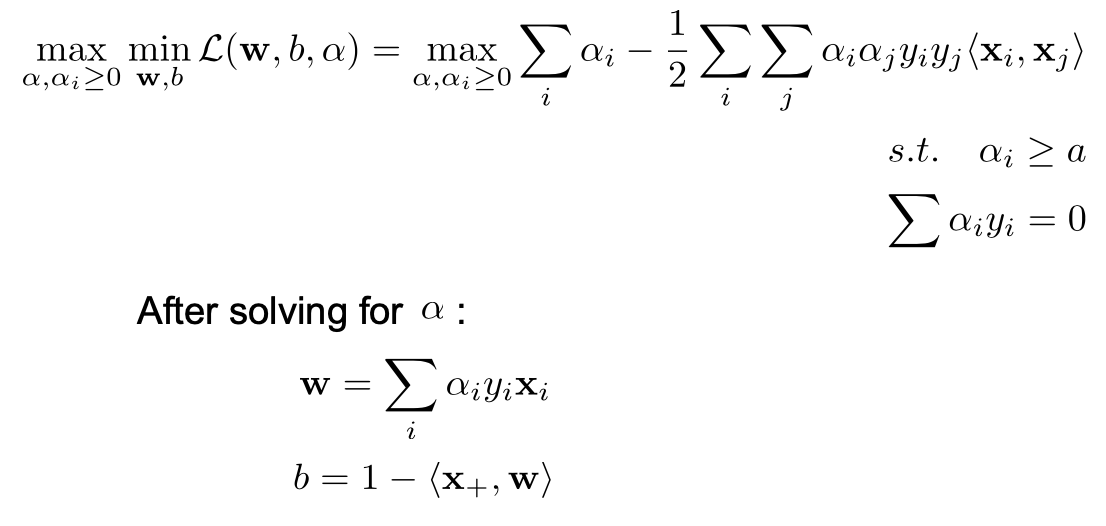 max_{α,α_i≥0} min_{w,b} ℒ(w, b, α) = max_{α,α_i≥0} ∑_i α_i − 1/2 ∑_i ∑_j α_i α_j y_i y_j ⟨x_i, x_j⟩
s.t. α_i ≥ a
∑ α_i y_i = 0
After solving for α :
w = ∑_i α_i y_i x_i
b = 1 − ⟨x_+, w⟩